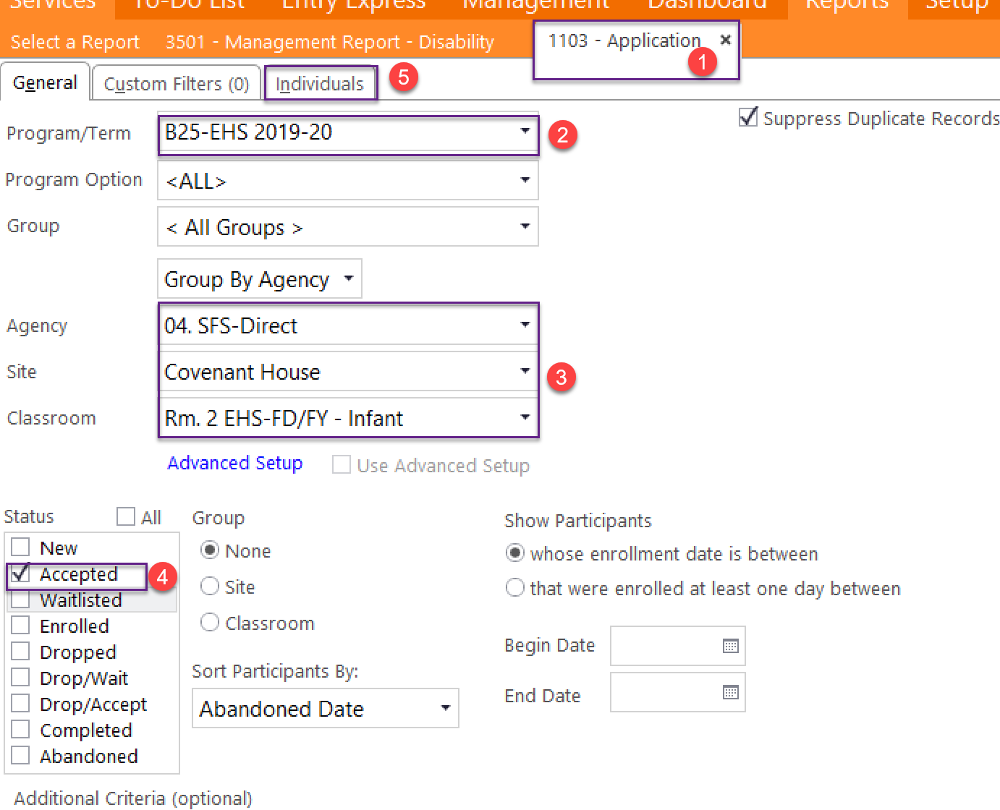 Services To-Do List Entry Express Management Dashboard Reports Setup
Select a Report 3501 - Management Report - Disability 1103 - Application × 1
General Custom Filters (0) Individuals 5
Program/Term B25-EHS 2019-20 2 Suppress Duplicate Records
Program Option <ALL>
Group < All Groups >
Group By Agency
Agency 04. SFS-Direct
Site Covenant House 3
Classroom Rm. 2 EHS-FD/FY - Infant
Advanced Setup Use Advanced Setup
Status All Group Show Participants
New None whose enrollment date is between
Accepted 4
Waitlisted Site that were enrolled at least one day between
Enrolled Classroom
Dropped Begin Date
Drop/Wait Sort Participants By:
Drop/Accept Abandoned Date End Date
Completed
Abandoned
Additional Criteria (optional)